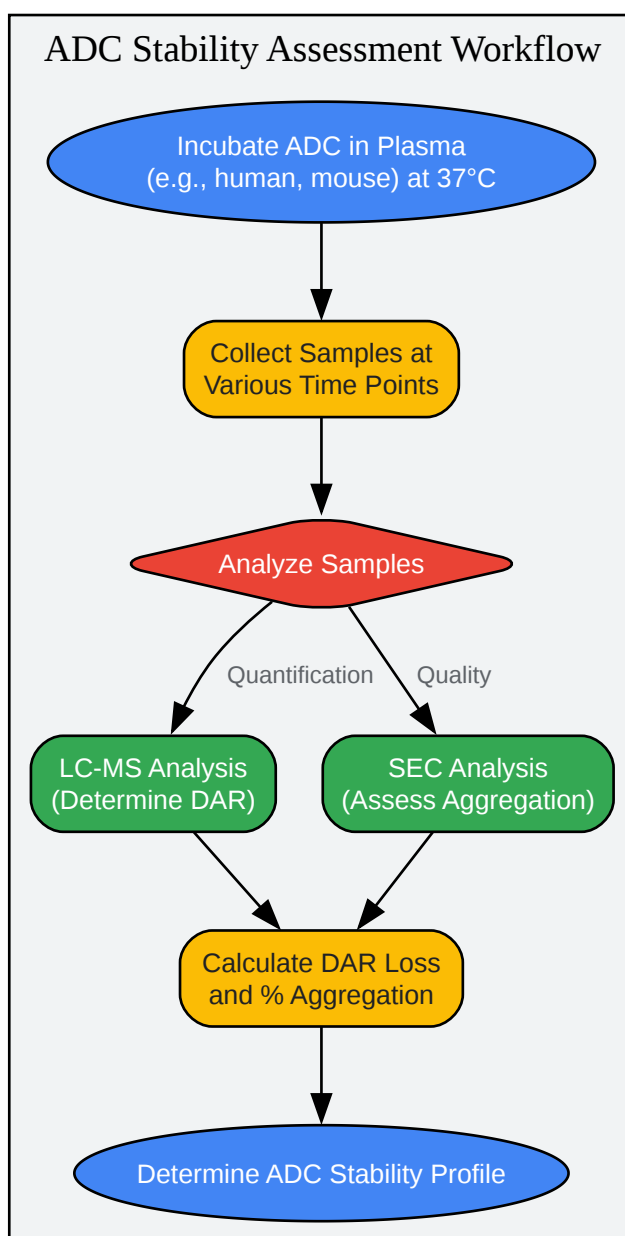 ADC Stability Assessment Workflow
Incubate ADC in Plasma
(e.g., human, mouse) at 37°C
Collect Samples at
Various Time Points
Analyze Samples
Quantification
Quality
LC-MS Analysis
(Determine DAR)
SEC Analysis
(Assess Aggregation)
Calculate DAR Loss
and % Aggregation
Determine ADC Stability Profile